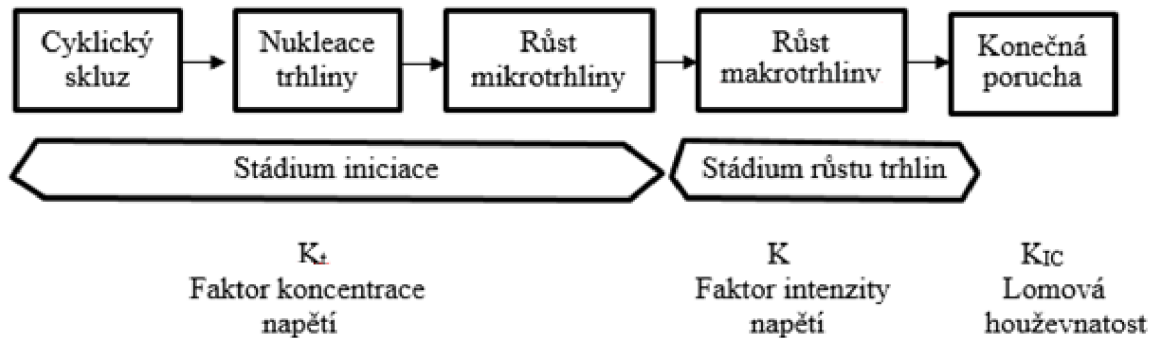 Cyklický
skluz
Nukleace
trhliny
Růst
mikrotrhliny
Růst
makrotrhlinv
Konečná
porucha
Stádium iniciace
Stádium růstu trhlin
Kt
Faktor koncentrace
napětí
K
Faktor intenzity
napětí
KIC
Lomová
houževnatost